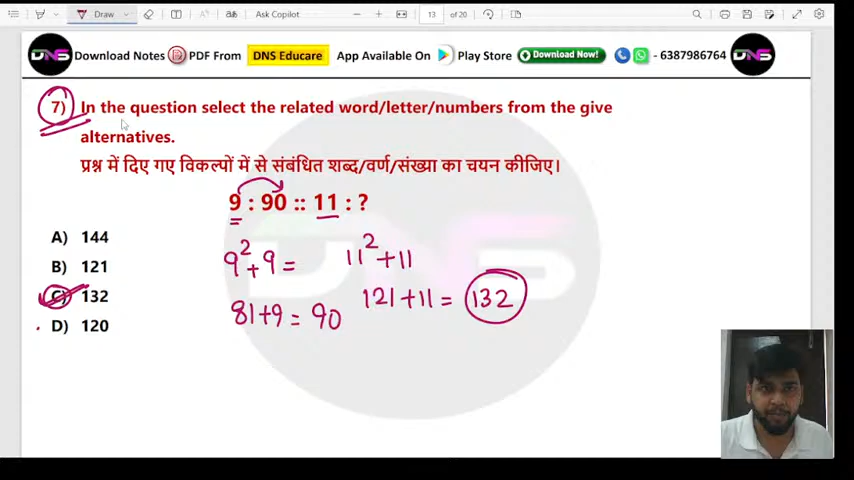 Draw
Ask Copilot
13 of 20
DNS Download Notes PDF From DNS Educare App Available On Play Store Download Now! - 6387986764 DNS
7) In the question select the related word/letter/numbers from the give
alternatives.
प्रश्न में दिए गए विकल्पों में से संबंधित शब्द/वर्ण/संख्या का चयन कीजिए।
9 : 90 :: 11 : ?
A) 144
B) 121
C) 132
D) 120
9²+9= 11²+11
81+9=90 121+11=132
DNS